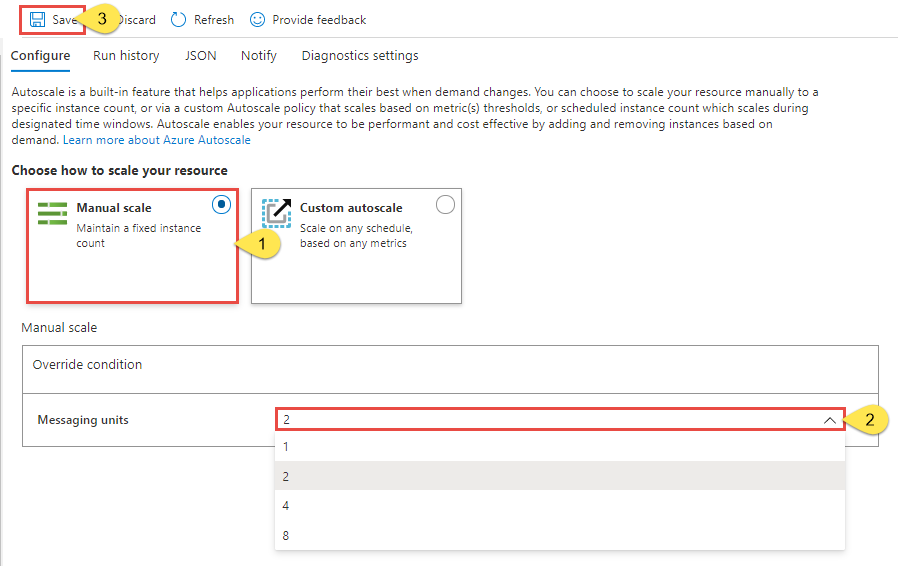 Save 3 Discard Refresh Provide feedback
Configure Run history JSON Notify Diagnostics settings
Autoscale is a built-in feature that helps applications perform their best when demand changes. You can choose to scale your resource manually to a
specific instance count, or via a custom Autoscale policy that scales based on metric(s) thresholds, or scheduled instance count which scales during
designated time windows. Autoscale enables your resource to be performant and cost effective by adding and removing instances based on
demand. Learn more about Azure Autoscale
Choose how to scale your resource
Manual scale
Maintain a fixed instance
count
1
Custom autoscale
Scale on any schedule,
based on any metrics
Manual scale
Override condition
Messaging units 2 2
1
2
4
8